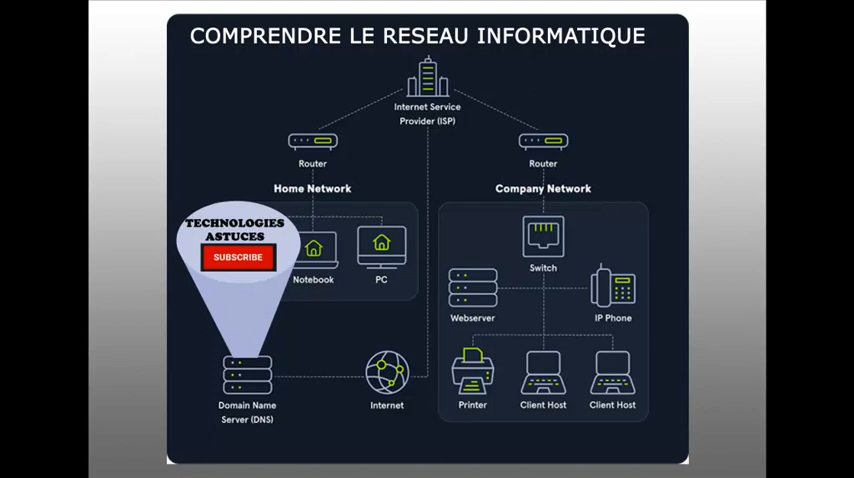 COMPRENDRE LE RESEAU INFORMATIQUE
Internet Service
Provider (ISP)
Router
Router
Home Network
Company Network
TECHNOLOGIES
ASTUCES
SUBSCRIBE
Notebook
PC
Switch
Webserver
IP Phone
Domain Name
Server (DNS)
Internet
Printer
Client Host
Client Host